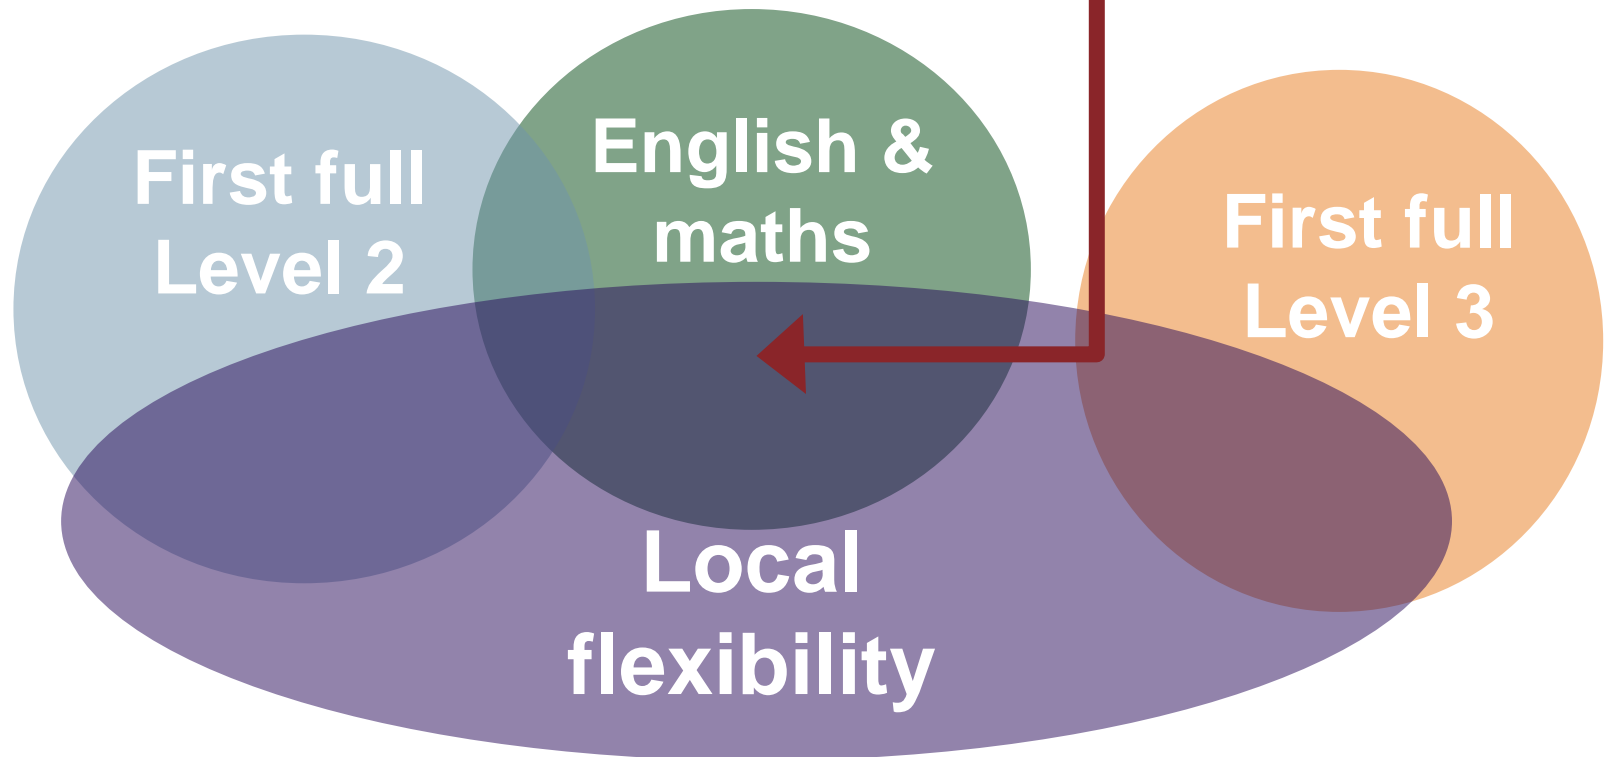 First full
Level 2
English &
maths
First full
Level 3
Local
flexibility